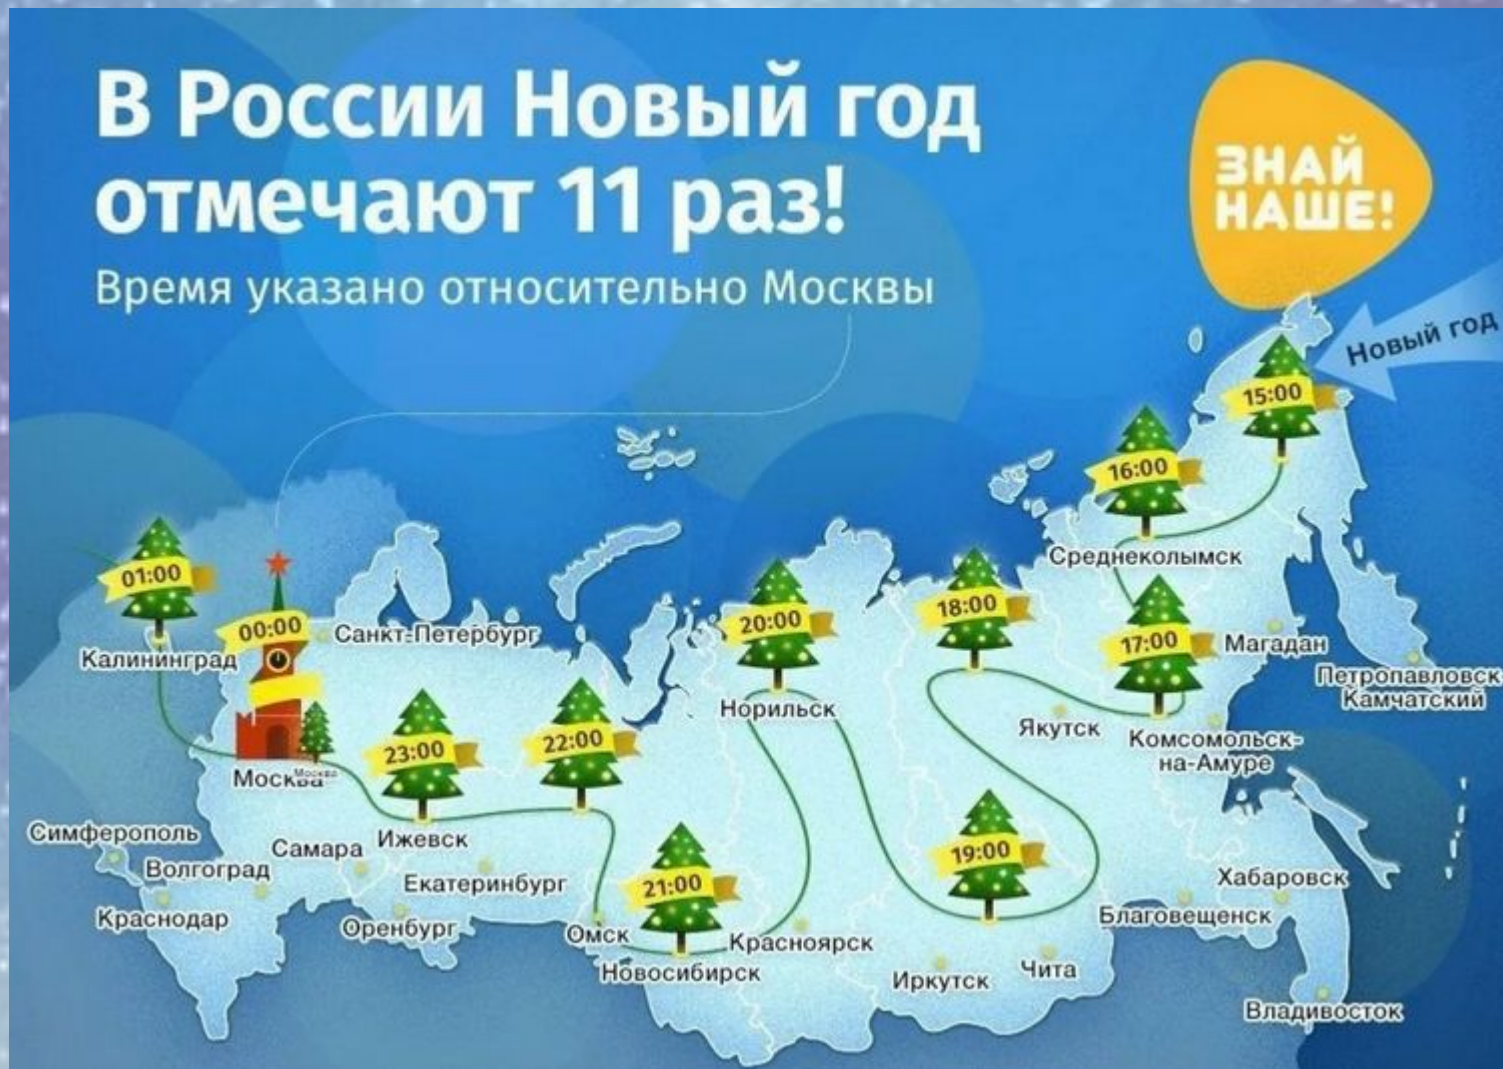 В России Новый год
отмечают 11 раз!
Время указано относительно Москвы
ЗНАЙ
НАШЕ!
Новый год
15:00
16:00
Среднеколымск
01:00
Калининград
00:00
Санкт-Петербург
20:00
Норильск
18:00
17:00
Магадан
Петропавловск-
Камчатский
Якутск
Комсомольск-
на-Амуре
Москва
Москва
23:00
22:00
Ижевск
Симферополь
Волгоград
Самара
Краснодар
Екатеринбург
Оренбург
Омск
21:00
Новосибирск
Красноярск
19:00
Иркутск
Чита
Хабаровск
Благовещенск
Владивосток